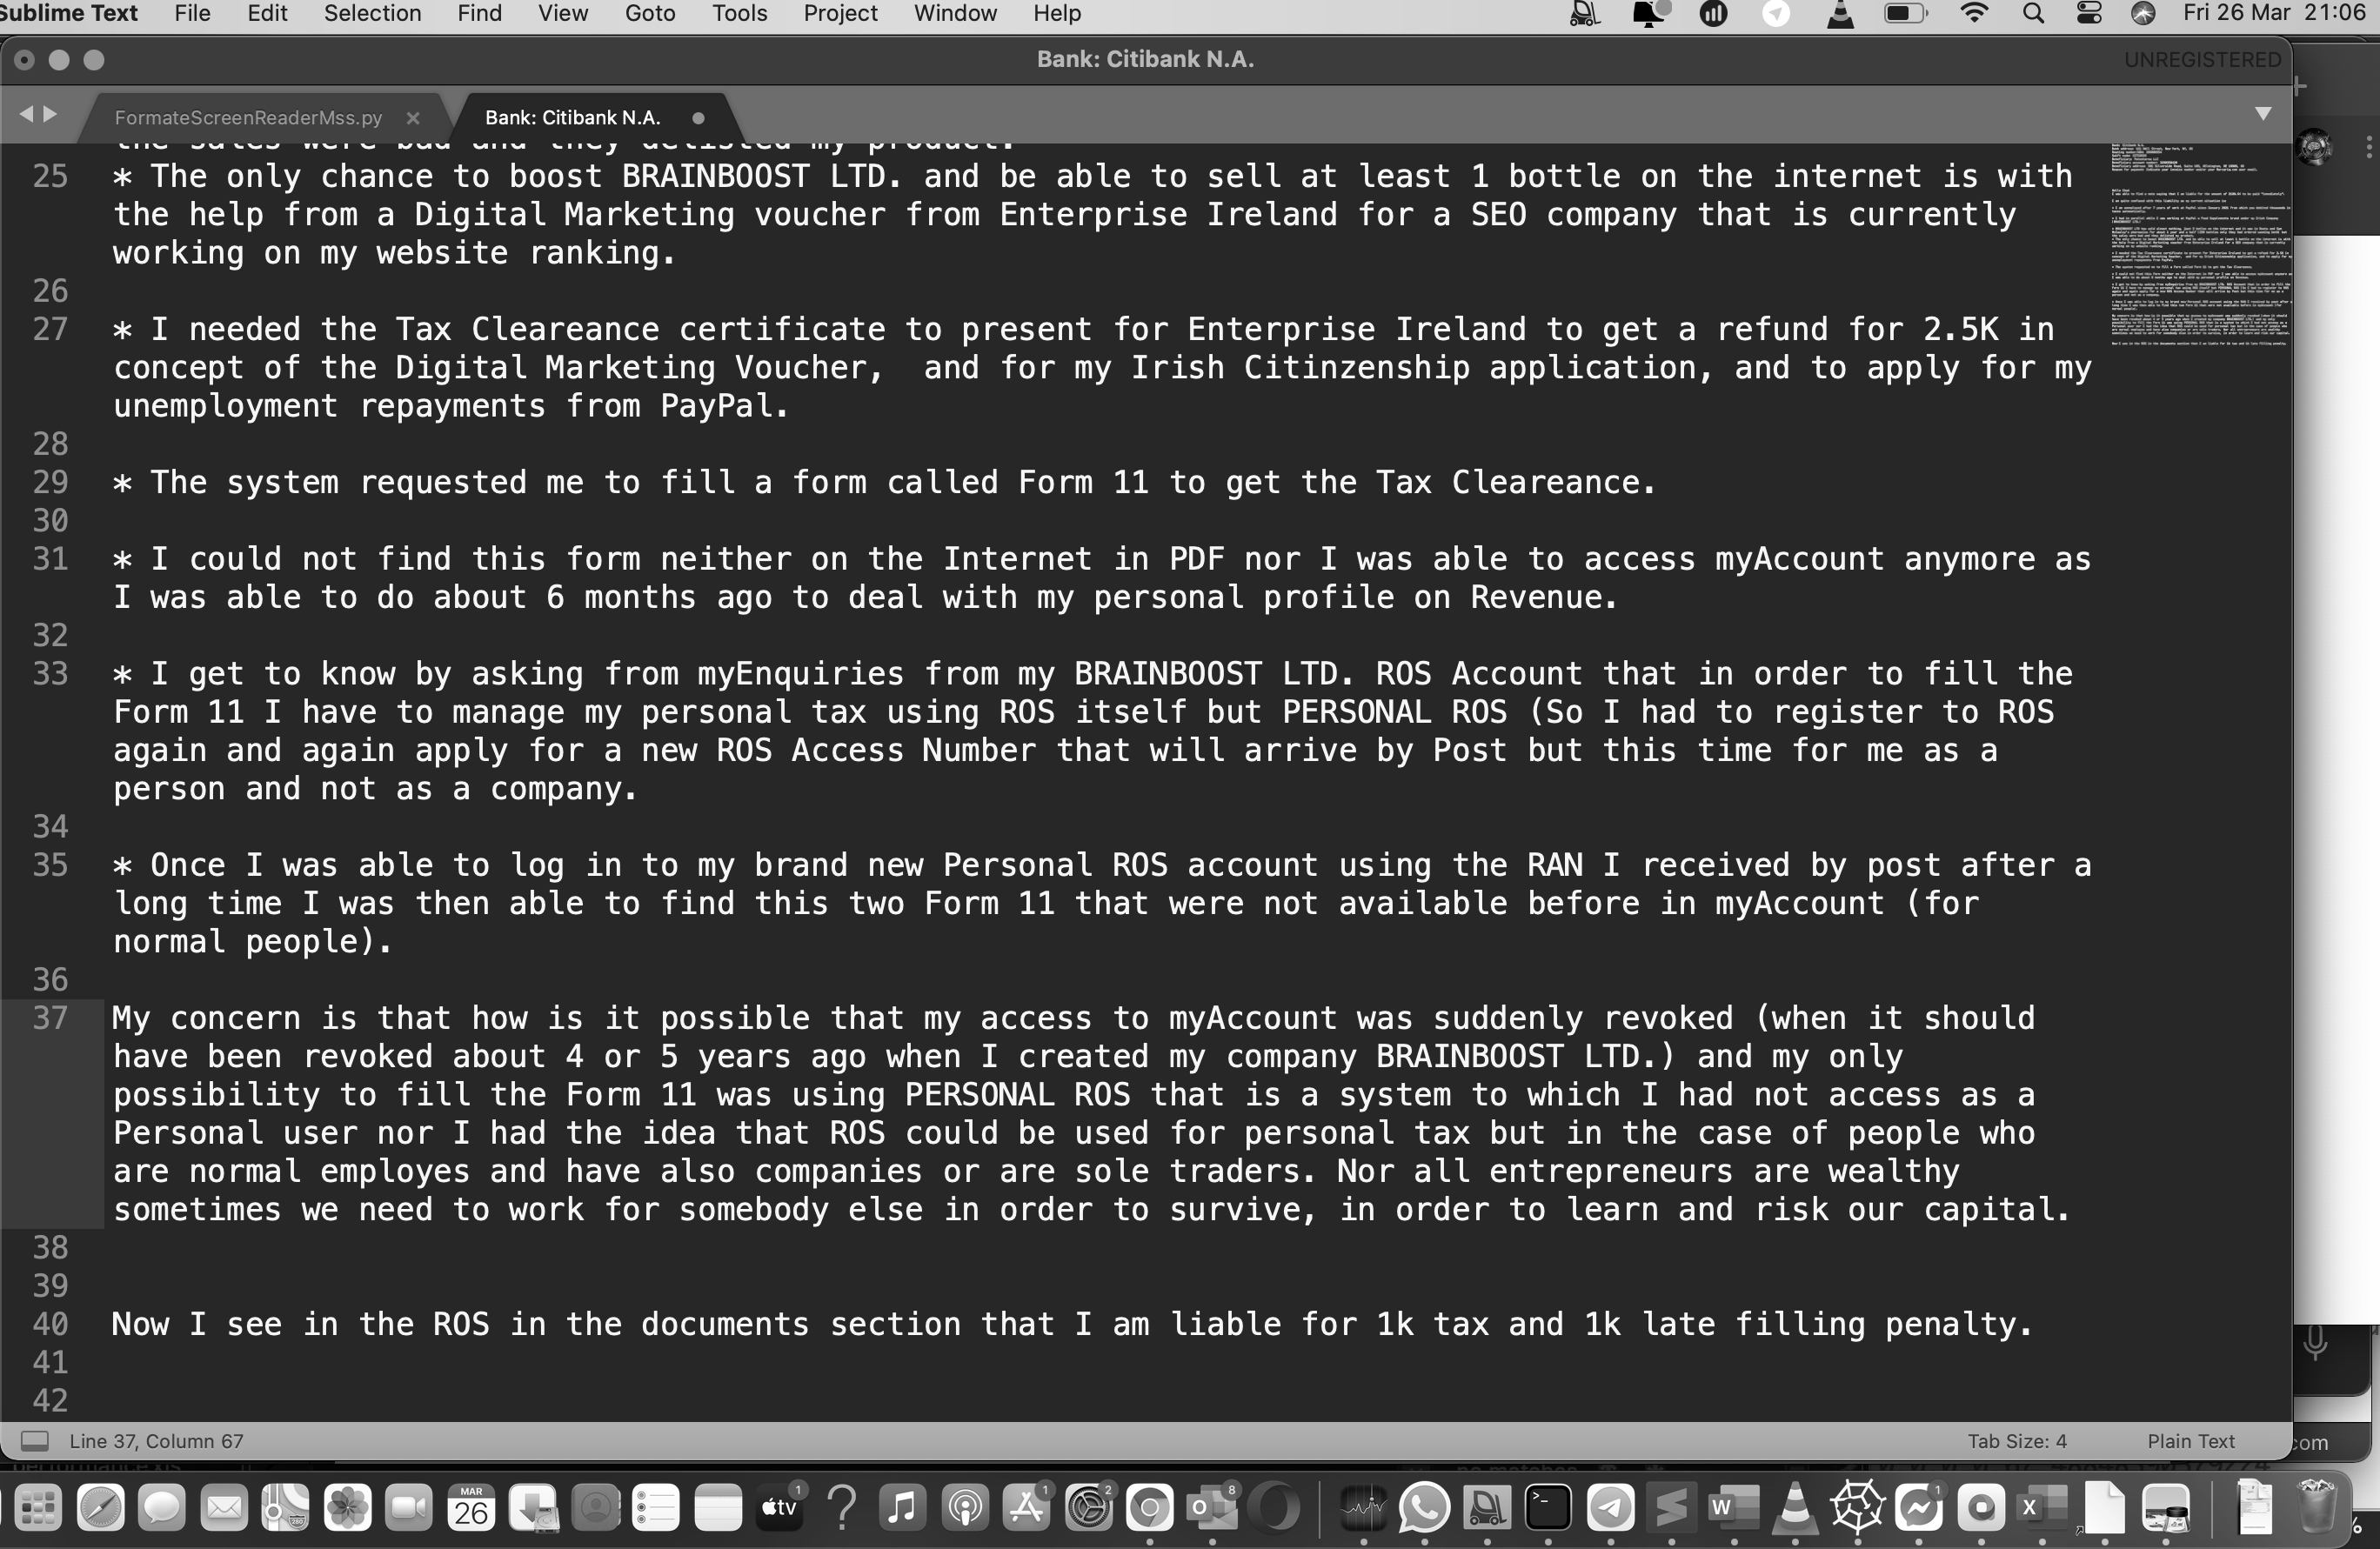 Sublime Text File Edit Selection Find View Goto Tools Project Window Help Fri 26 Mar 21:06
Bank: Citibank N.A. UNREGISTERED
FormateScreenReaderMss.py Bank: Citibank N.A.
the sales were bad and they delisted my product.
25 * The only chance to boost BRAINBOOST LTD. and be able to sell at least 1 bottle on the internet is with
the help from a Digital Marketing voucher from Enterprise Ireland for a SEO company that is currently
working on my website ranking.
26
27 * I needed the Tax Cleareance certificate to present for Enterprise Ireland to get a refund for 2.5K in
concept of the Digital Marketing Voucher,  and for my Irish Citinzenship application, and to apply for my
unemployment repayments from PayPal.
28
29 * The system requested me to fill a form called Form 11 to get the Tax Cleareance.
30
31 * I could not find this form neither on the Internet in PDF nor I was able to access myAccount anymore as
I was able to do about 6 months ago to deal with my personal profile on Revenue.
32
33 * I get to know by asking from myEnquiries from my BRAINBOOST LTD. ROS Account that in order to fill the
Form 11 I have to manage my personal tax using ROS itself but PERSONAL ROS (So I had to register to ROS
again and again apply for a new ROS Access Number that will arrive by Post but this time for me as a
person and not as a company.
34
35 * Once I was able to log in to my brand new Personal ROS account using the RAN I received by post after a
long time I was then able to find this two Form 11 that were not available before in myAccount (for
normal people).
36
37 My concern is that how is it possible that my access to myAccount was suddenly revoked (when it should
have been revoked about 4 or 5 years ago when I created my company BRAINBOOST LTD.) and my only
possibility to fill the Form 11 was using PERSONAL ROS that is a system to which I had not access as a
Personal user nor I had the idea that ROS could be used for personal tax but in the case of people who
are normal employes and have also companies or are sole traders. Nor all entrepreneurs are wealthy
sometimes we need to work for somebody else in order to survive, in order to learn and risk our capital.
38
39
40 Now I see in the ROS in the documents section that I am liable for 1k tax and 1k late filling penalty.
41
42
Line 37, Column 67 Tab Size: 4 Plain Text
com
MAR
26
tv